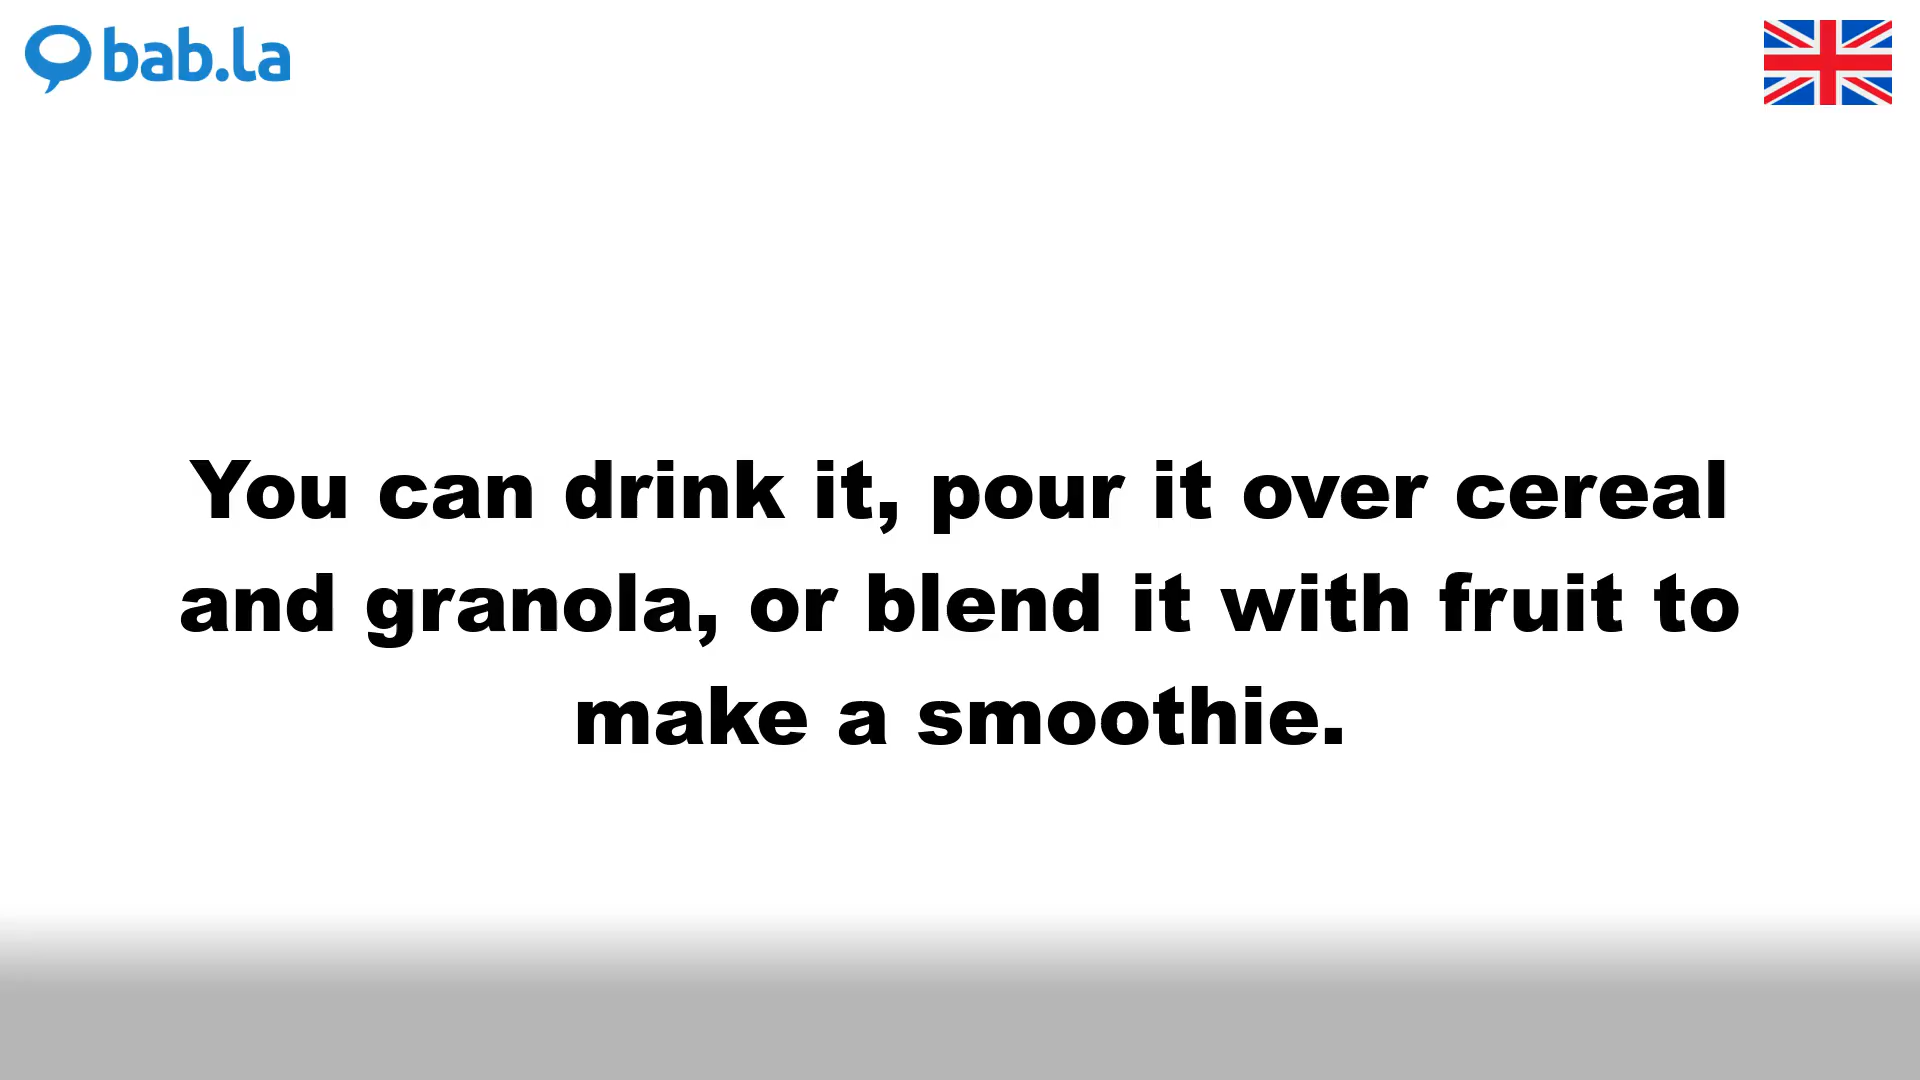 bab.la
You can drink it, pour it over cereal
and granola, or blend it with fruit to
make a smoothie.